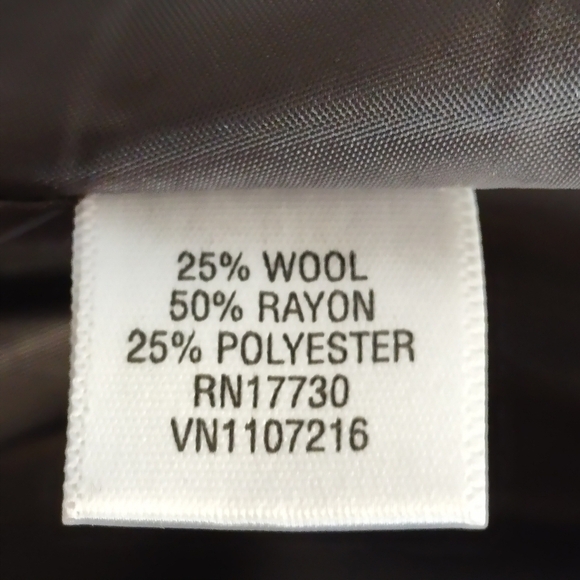 25% WOOL
50% RAYON
25% POLYESTER
RN17730
VN1107216